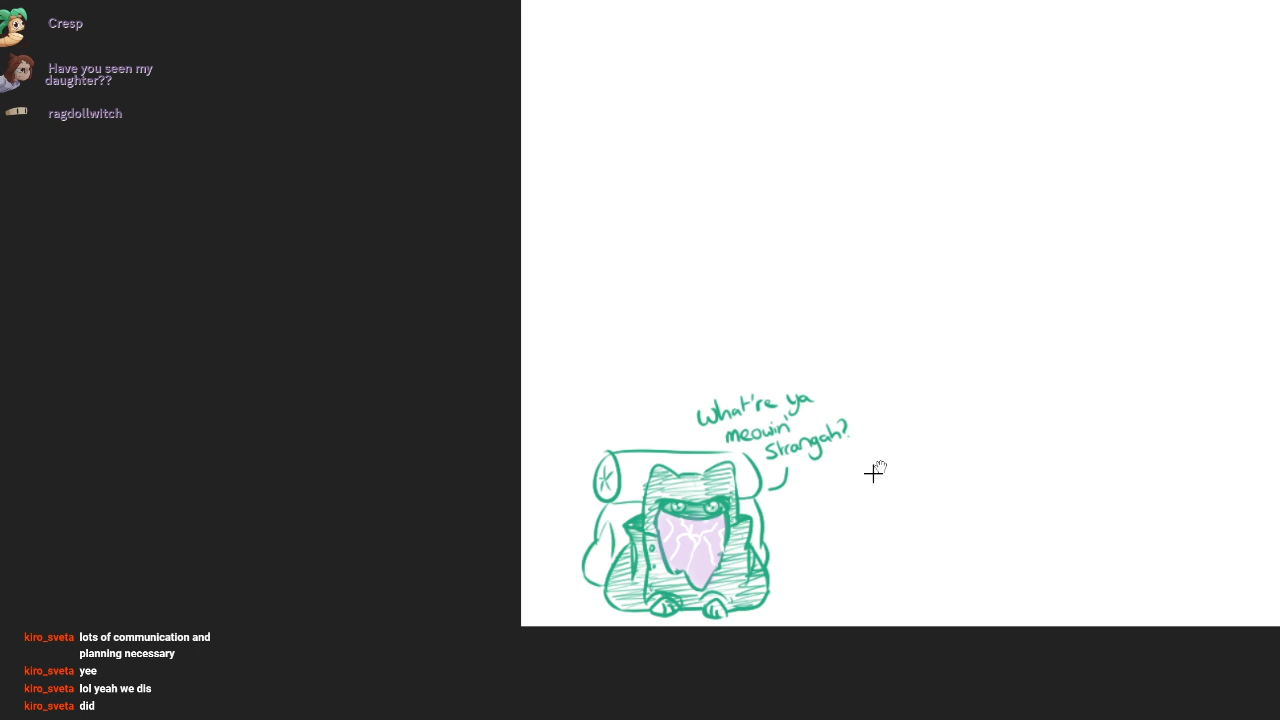 Cresp
Have you seen my
daughter??
ragdollwitch
What're ya
meowin'
Strangah?
kiro_sveta lots of communication and
planning necessary
kiro_sveta yee
kiro_sveta lol yeah we dis
kiro_sveta did